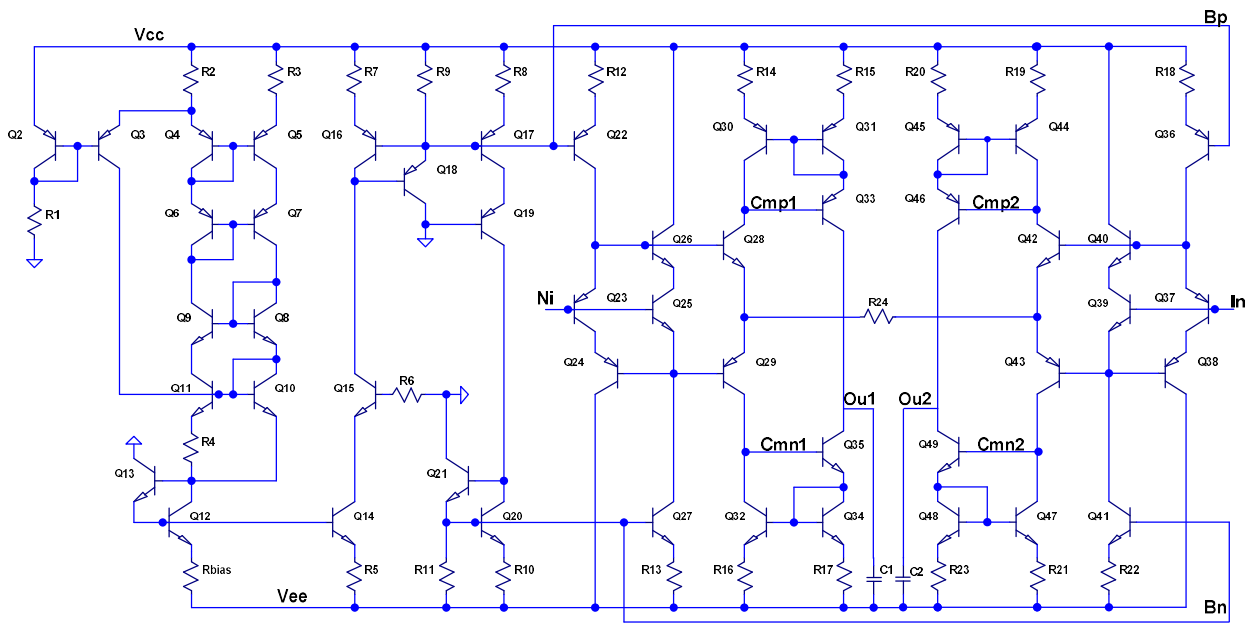 Bp
Vcc
R2 R3 R7 R9 R8 R12 R14 R15 R20 R19 R18
Q2 Q3 Q4 Q5 Q16 Q17 Q22 Q30 Q31 Q45 Q44 Q36
Q18
R1 Q6 Q7 Q19 Cmp1 Q33 Q46 Cmp2
Q26 Q28 Q42 Q40
Ni Q23 Q25 R24 Q39 Q37 In
Q9 Q8
Q24 Q29 Q43 Q38
Q11 Q10 Q15 R6
Ou1 Ou2
R4 Cmn1 Q35 Q49 Cmn2
Q13 Q21
Q12 Q14 Q20 Q27 Q32 Q34 Q48 Q47 Q41
Rbias R5 R11 R10 R13 R16 R17 C1 C2 R23 R21 R22
Vee Bn